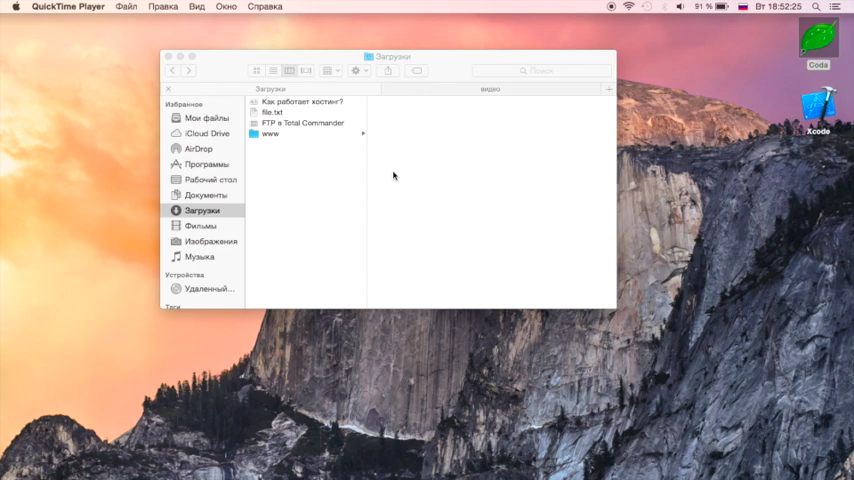 QuickTime Player Файл Правка Вид Окно Справка
91 % Вт 18:52:25
Загрузки
Поиск
Загрузки видео
Избранное
Мои файлы
iCloud Drive
AirDrop
Программы
Рабочий стол
Документы
Загрузки
Фильмы
Изображения
Музыка
Устройства
Удаленный...
Теги
Как работает хостинг?
file.txt
FTP в Total Commander
www
Coda
Xcode